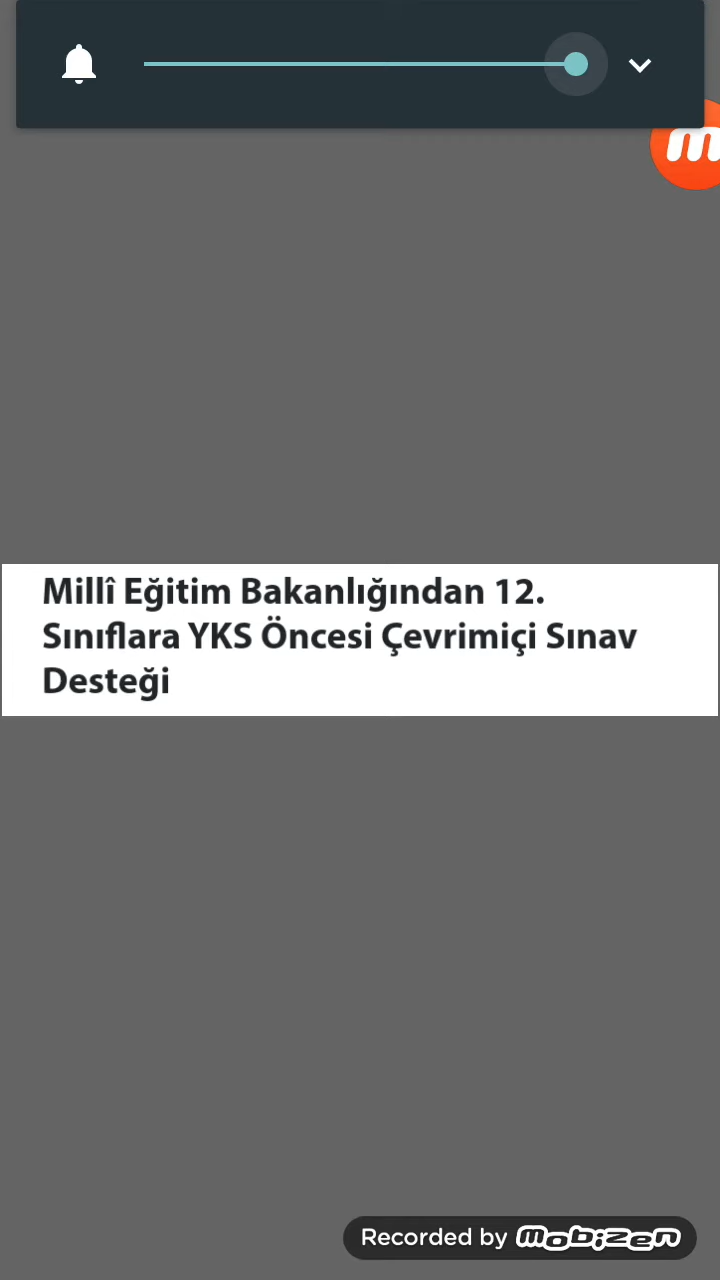 Millî Eğitim Bakanlığından 12.
Sınıflara YKS Öncesi Çevrimiçi Sınav
Desteği
Recorded by mobizen